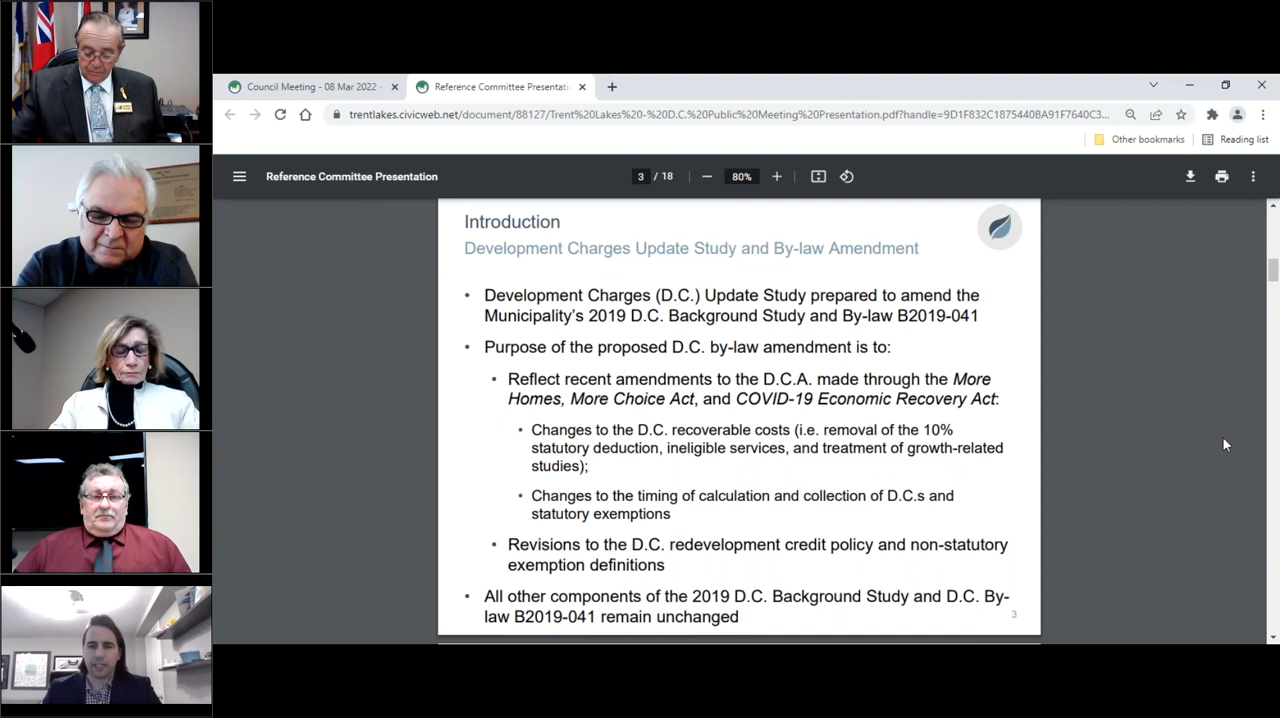 Council Meeting - 08 Mar 2022 -
Reference Committee Presentatio
trentlakes.civicweb.net/document/88127/Trent%20Lakes%20-%20D.C.%20Public%20Meeting%20Presentation.pdf?handle=9D1F832C1875440BA91F7640C3...
Other bookmarks
Reading list
Reference Committee Presentation
3 / 18
80%
Introduction
Development Charges Update Study and By-law Amendment
• Development Charges (D.C.) Update Study prepared to amend the
Municipality's 2019 D.C. Background Study and By-law B2019-041
• Purpose of the proposed D.C. by-law amendment is to:
• Reflect recent amendments to the D.C.A. made through the More
Homes, More Choice Act, and COVID-19 Economic Recovery Act:
• Changes to the D.C. recoverable costs (i.e. removal of the 10%
statutory deduction, ineligible services, and treatment of growth-related
studies);
• Changes to the timing of calculation and collection of D.C.s and
statutory exemptions
• Revisions to the D.C. redevelopment credit policy and non-statutory
exemption definitions
• All other components of the 2019 D.C. Background Study and D.C. By-
law B2019-041 remain unchanged
3